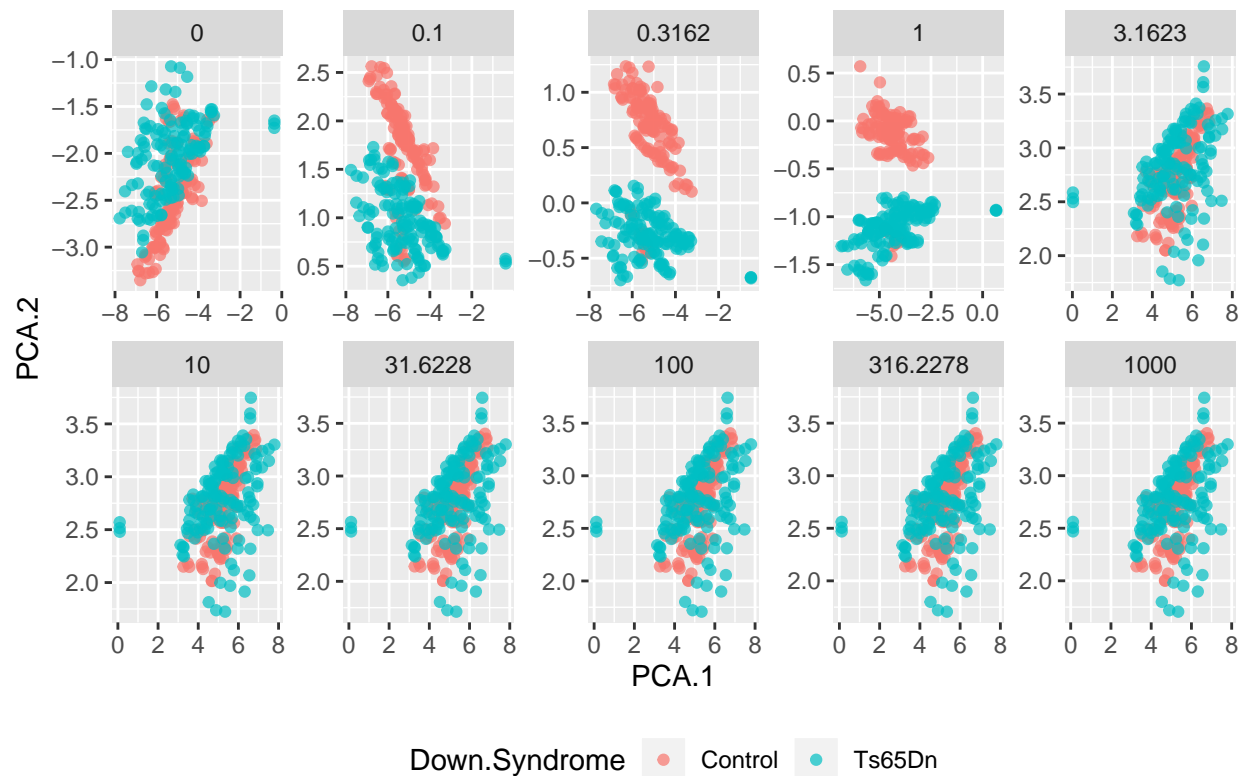 0 0.1 0.3162 1 3.1623
−1.0 −1.5 −2.0 −2.5 −3.0
2.5 2.0 1.5 1.0 0.5
1.0 0.5 0.0 −0.5
0.5 0.0 −0.5 −1.0 −1.5
3.5 3.0 2.5 2.0
−8 −6 −4 −2 0 −8 −6 −4 −2 −8 −6 −4 −2 −5.0 −2.5 0.0 0 2 4 6 8
PCA.2
10 31.6228 100 316.2278 1000
3.5 3.0 2.5 2.0
3.5 3.0 2.5 2.0
3.5 3.0 2.5 2.0
3.5 3.0 2.5 2.0
3.5 3.0 2.5 2.0
0 2 4 6 8 0 2 4 6 8 0 2 4 6 8 0 2 4 6 8 0 2 4 6 8
PCA.1
Down.Syndrome Control Ts65Dn